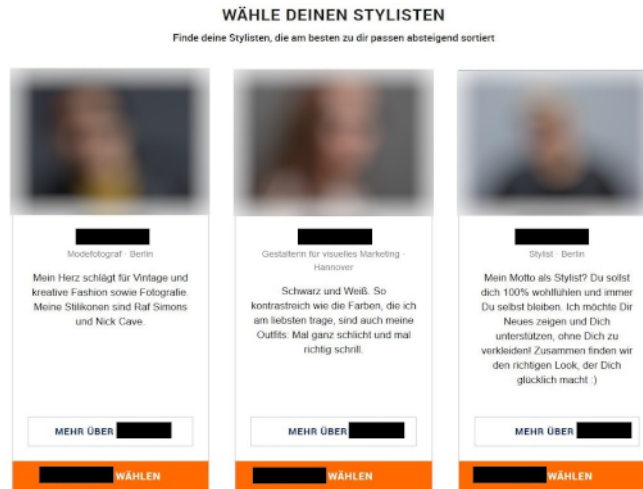 WÄHLE DEINEN STYLISTEN
Finde deine Stylisten, die am besten zu dir passen absteigend sortiert
Modefotograf · Berlin
Mein Herz schlägt für Vintage und
kreative Fashion sowie Fotografie.
Meine Stilikonen sind Raf Simons
und Nick Cave.
MEHR ÜBER
WÄHLEN
Gestalterin für visuelles Marketing ·
Hannover
Schwarz und Weiß. So
kontrastreich wie die Farben, die ich
am liebsten trage, sind auch meine
Outfits: Mal ganz schlicht und mal
richtig schrill.
MEHR ÜBER
WÄHLEN
Stylist · Berlin
Mein Motto als Stylist? Du sollst
dich 100% wohlfühlen und immer
Du selbst bleiben. Ich möchte Dir
Neues zeigen und Dich
unterstützen, ohne Dich zu
verkleiden! Zusammen finden wir
den richtigen Look, der Dich
glücklich macht :)
MEHR ÜBER
WÄHLEN